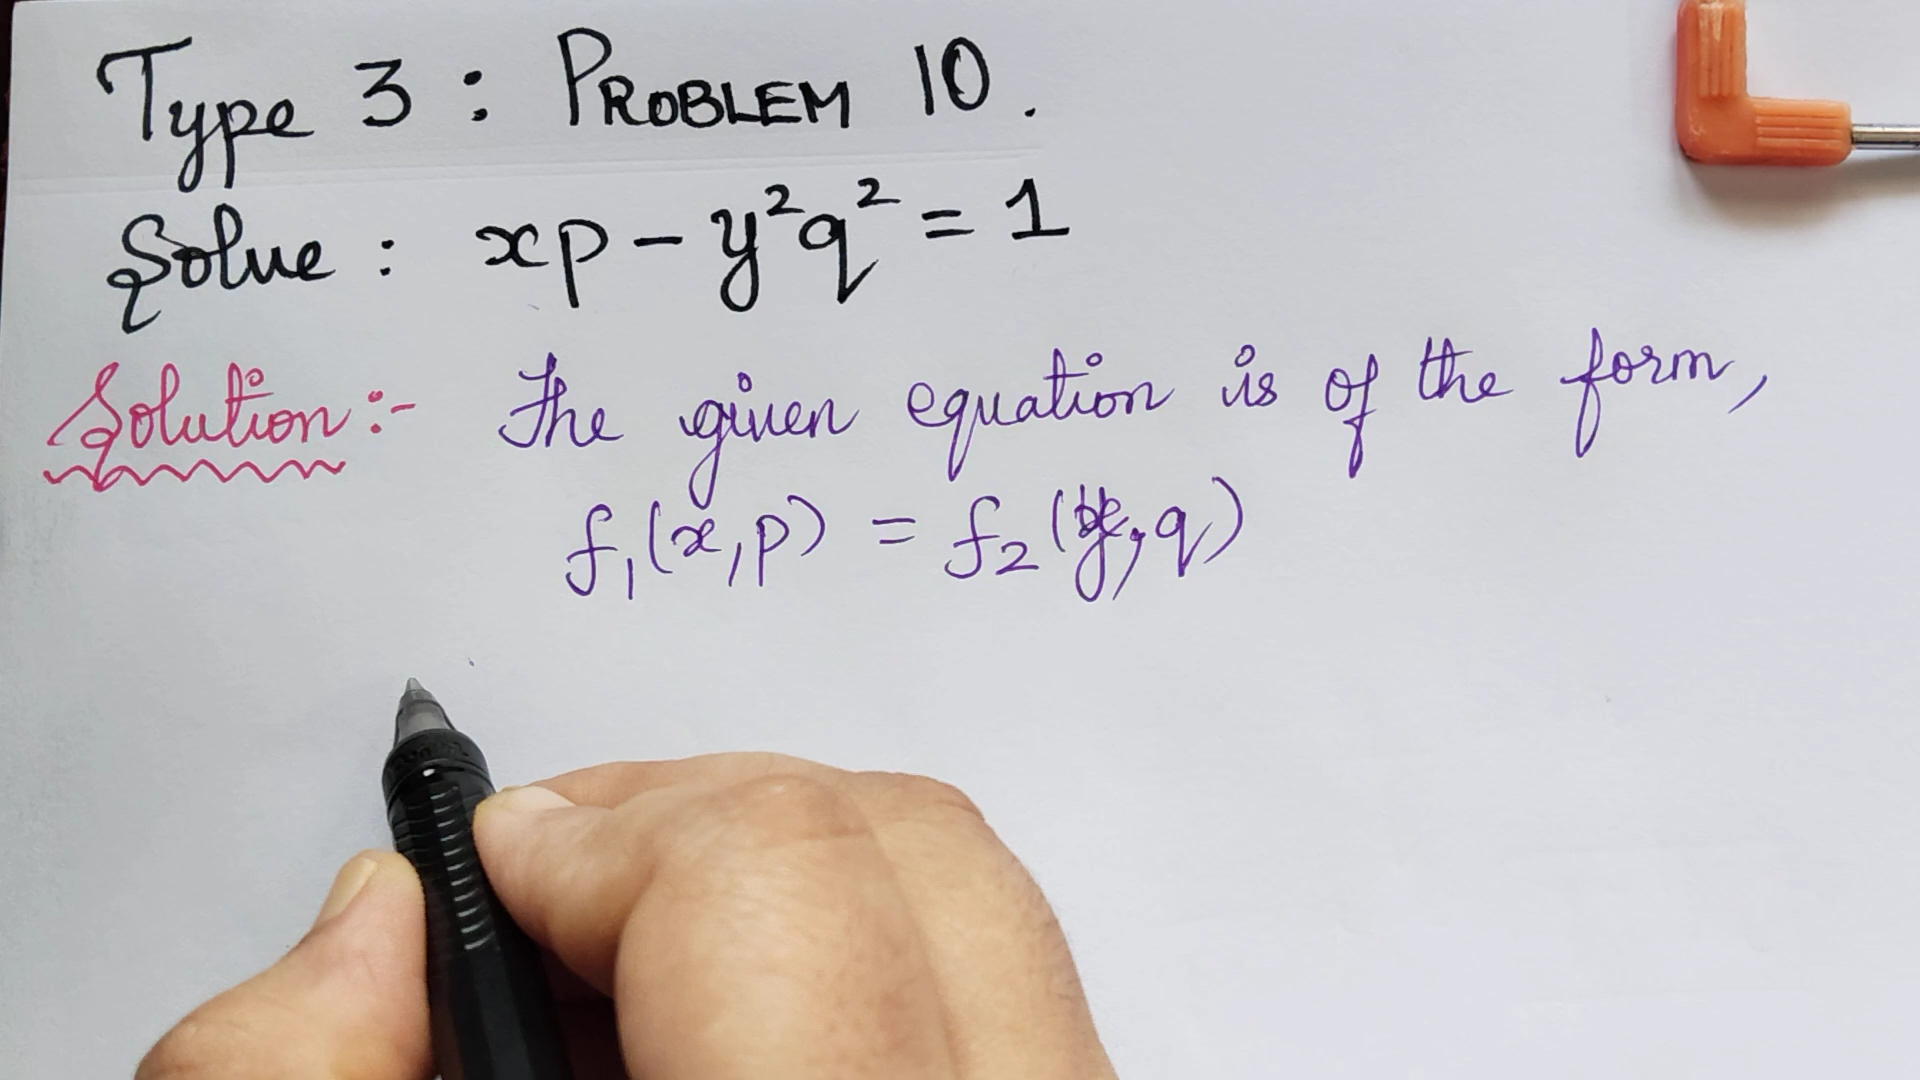 Type 3 : PROBLEM 10.
Solve : xp - y²q² = 1
Solution :- The given equation is of the form,
f₁(x, p) = f₂(y, q)